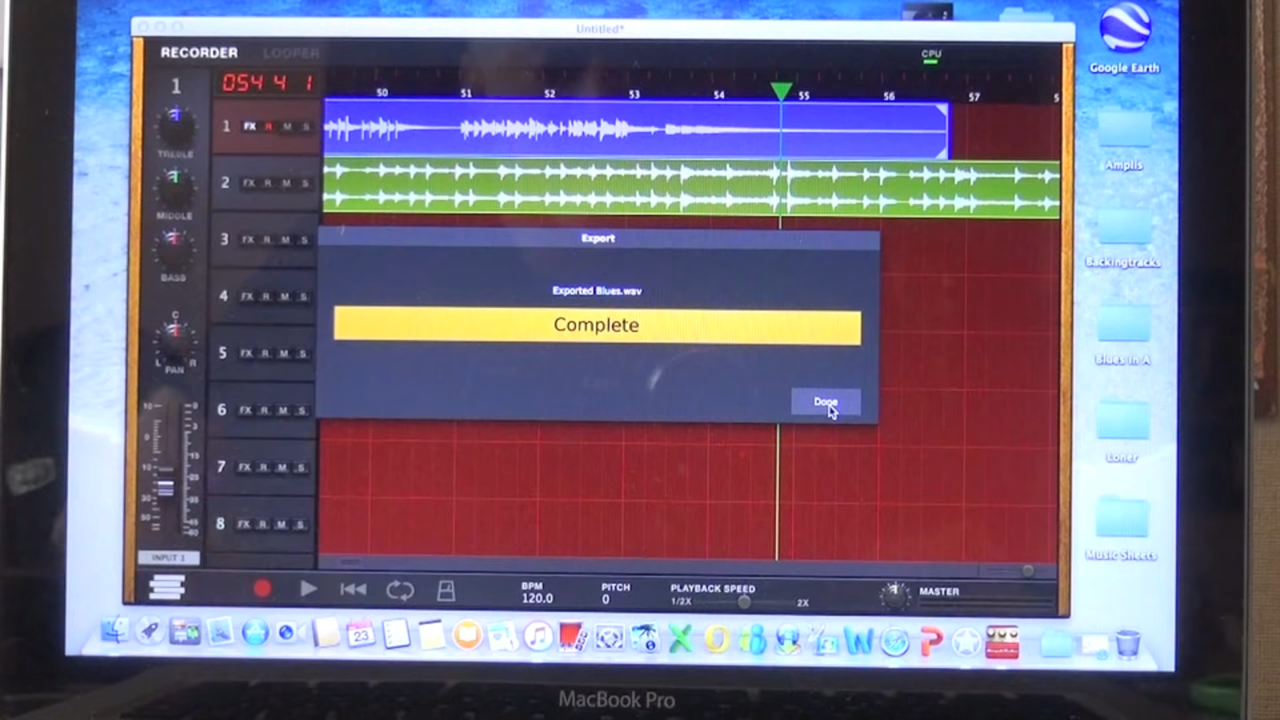 Untitled*
RECORDER LOOPER
CPU
1
054 4 1
50 51 52 53 54 55 56 57 5
Google Earth
1 FX R M S
TREBLE
Amplis
2 FX R M S
MIDDLE
3 FX R M S
Export
BASS
Backingtracks
Exported Blues.wav
4 FX R M S
C
Complete
L R
PAN
5 FX R M S
Blues in A
Done
6 FX R M S
Loner
7 FX R M S
8 FX R M S
Music Sheets
INPUT 1
BPM
120.0
PITCH
0
PLAYBACK SPEED
1/2X 2X
MASTER
23
MacBook Pro